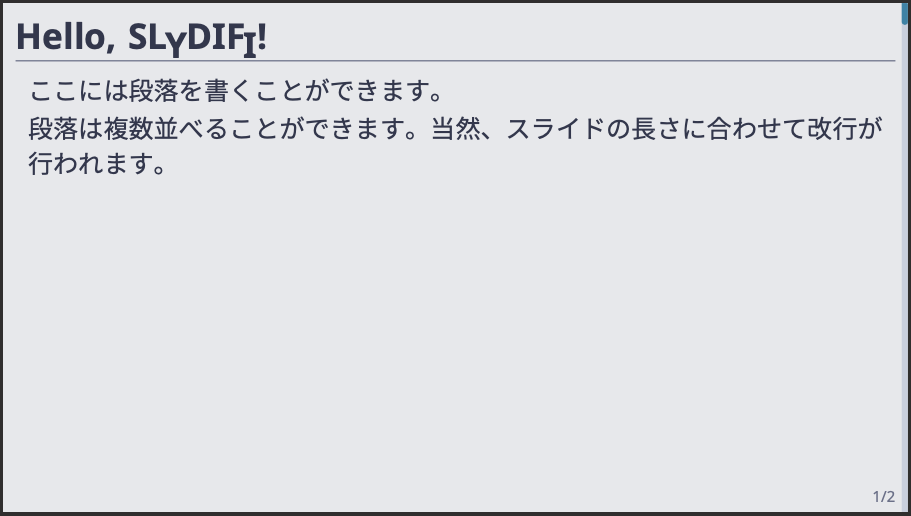 Hello, SLYDIFI!
ここには段落を書くことができます。
段落は複数並べることができます。当然、スライドの長さに合わせて改行が
行われます。
1/2